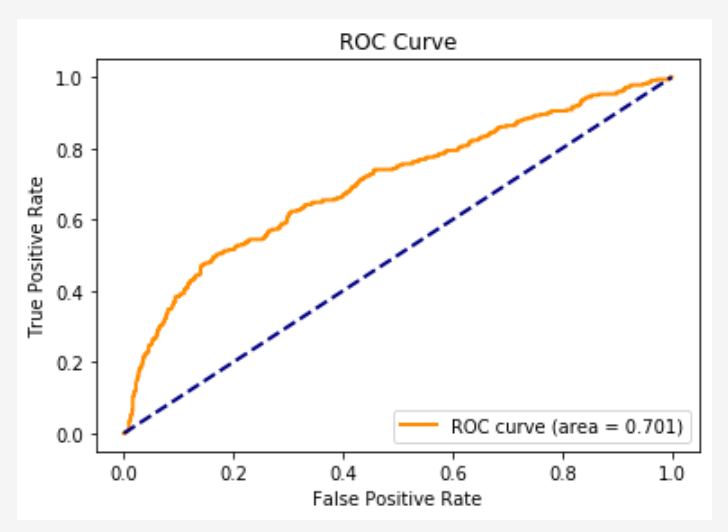 ROC Curve
1.0
0.8
0.6
0.4
0.2
0.0
True Positive Rate
ROC curve (area = 0.701)
0.0 0.2 0.4 0.6 0.8 1.0
False Positive Rate